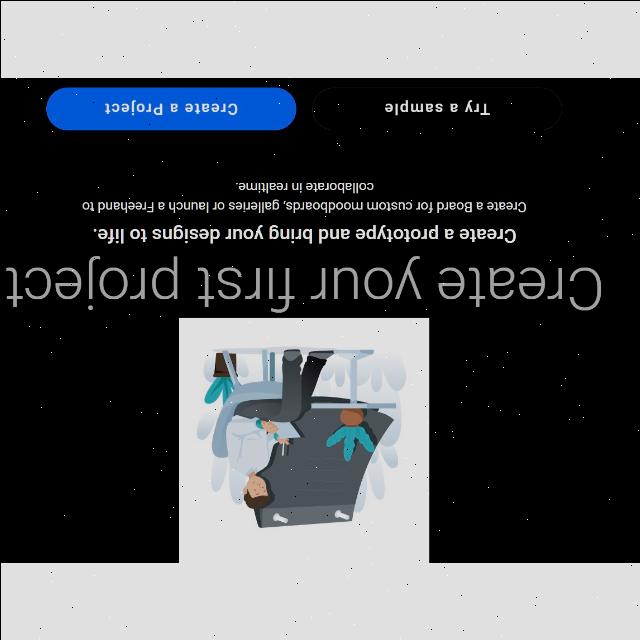 Create your first project
Create a prototype and bring your designs to life.
Create a Board for custom moodboards, galleries or launch a Freehand to
collaborate in realtime.
Try a sample
Create a Project